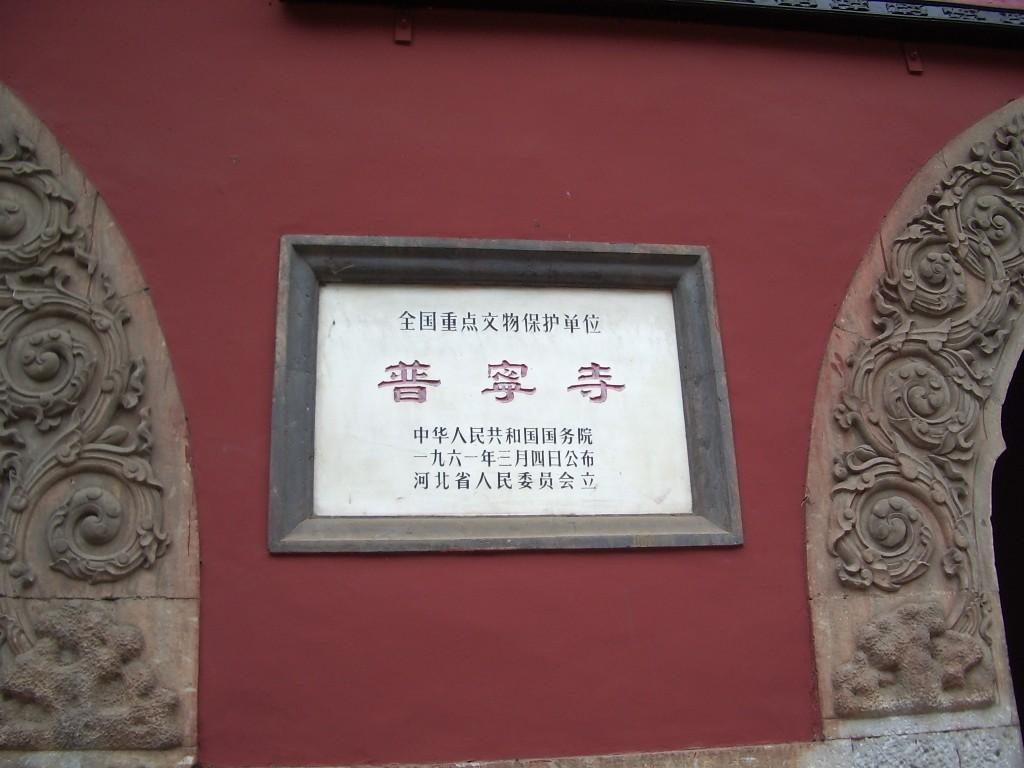 全国重点文物保护单位
普寧寺
中华人民共和国国务院
一九六一年三月四日公布
河北省人民委员会立